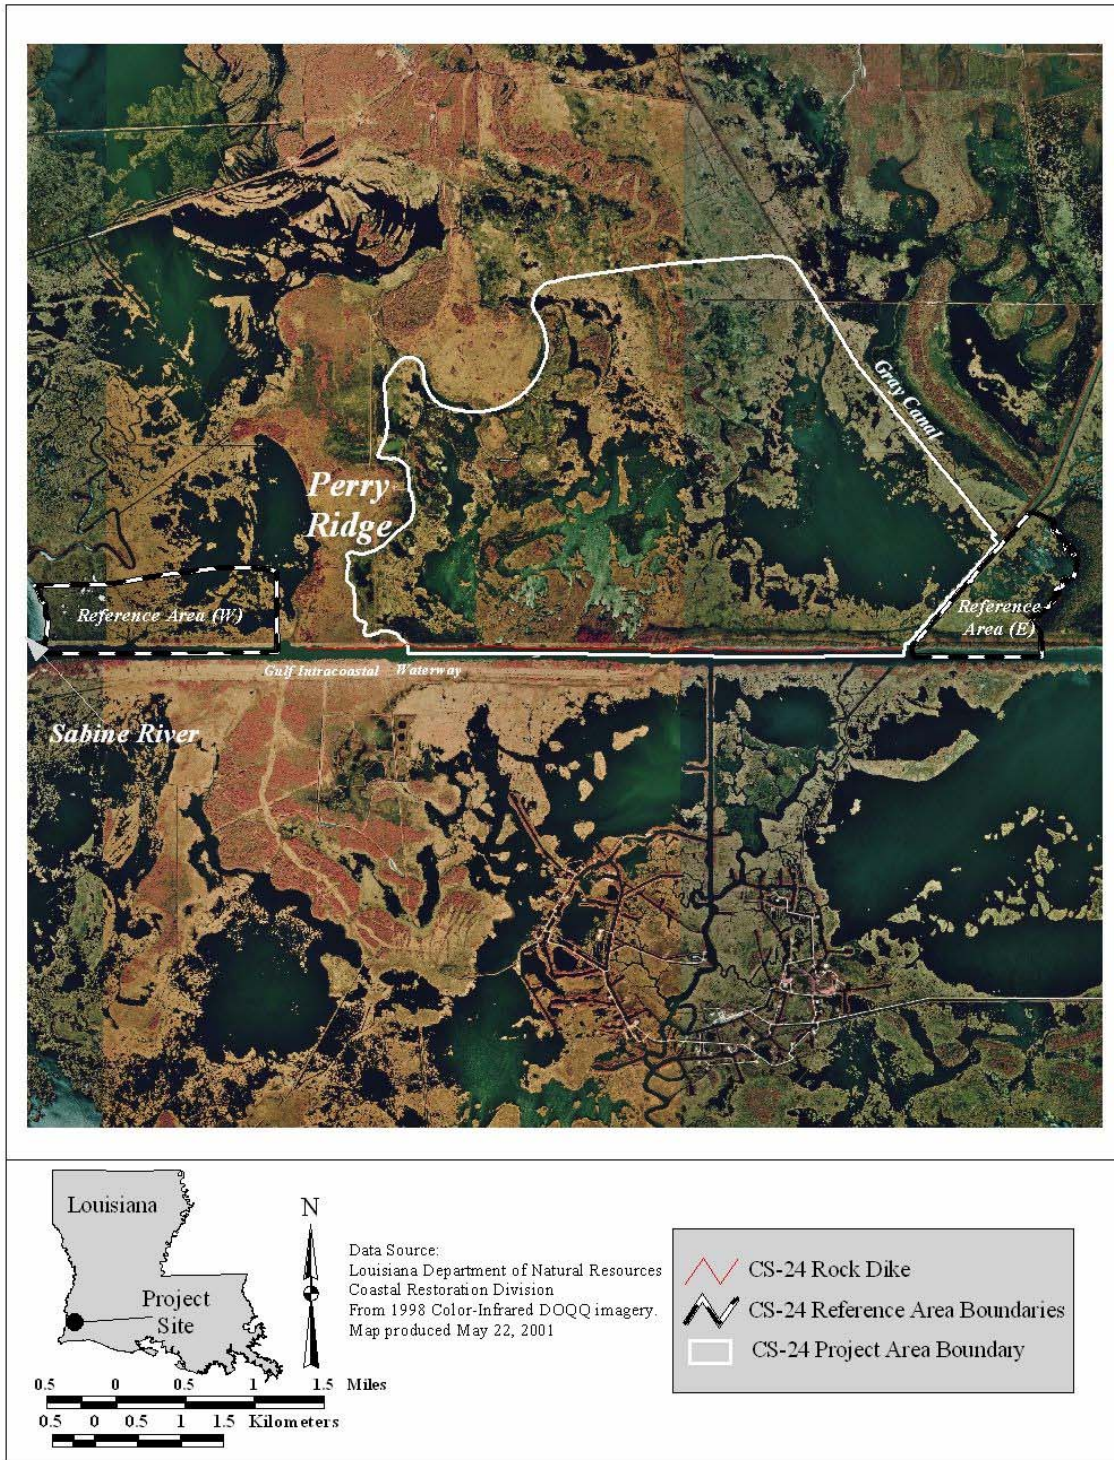 Gray Canal
Perry
Ridge
Reference Area (W)
Reference
Area (E)
Gulf Intracoastal Waterway
Sabine River
Louisiana
Project
Site
N
Data Source:
Louisiana Department of Natural Resources
Coastal Restoration Division
From 1998 Color-Infrared DOQQ imagery.
Map produced May 22, 2001
CS-24 Rock Dike
CS-24 Reference Area Boundaries
CS-24 Project Area Boundary
0.5 0 0.5 1 1.5 Miles
0.5 0 0.5 1 1.5 Kilometers